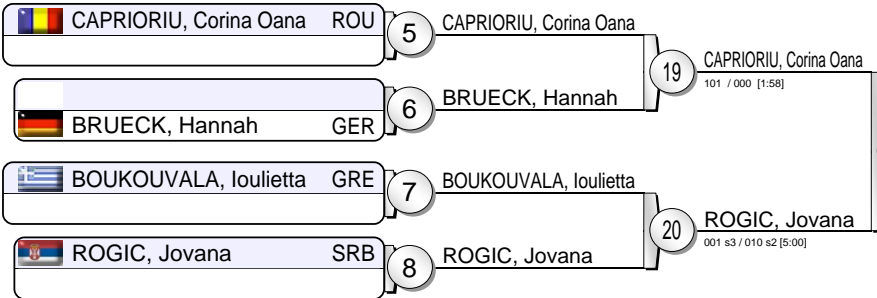 CAPRIORIU, Corina Oana ROU
5
CAPRIORIU, Corina Oana
19
CAPRIORIU, Corina Oana
101 / 000 [1:58]
6
BRUECK, Hannah
BRUECK, Hannah GER
BOUKOUVALA, Ioulietta GRE
7
BOUKOUVALA, Ioulietta
20
ROGIC, Jovana
001 s3 / 010 s2 [5:00]
ROGIC, Jovana SRB
8
ROGIC, Jovana